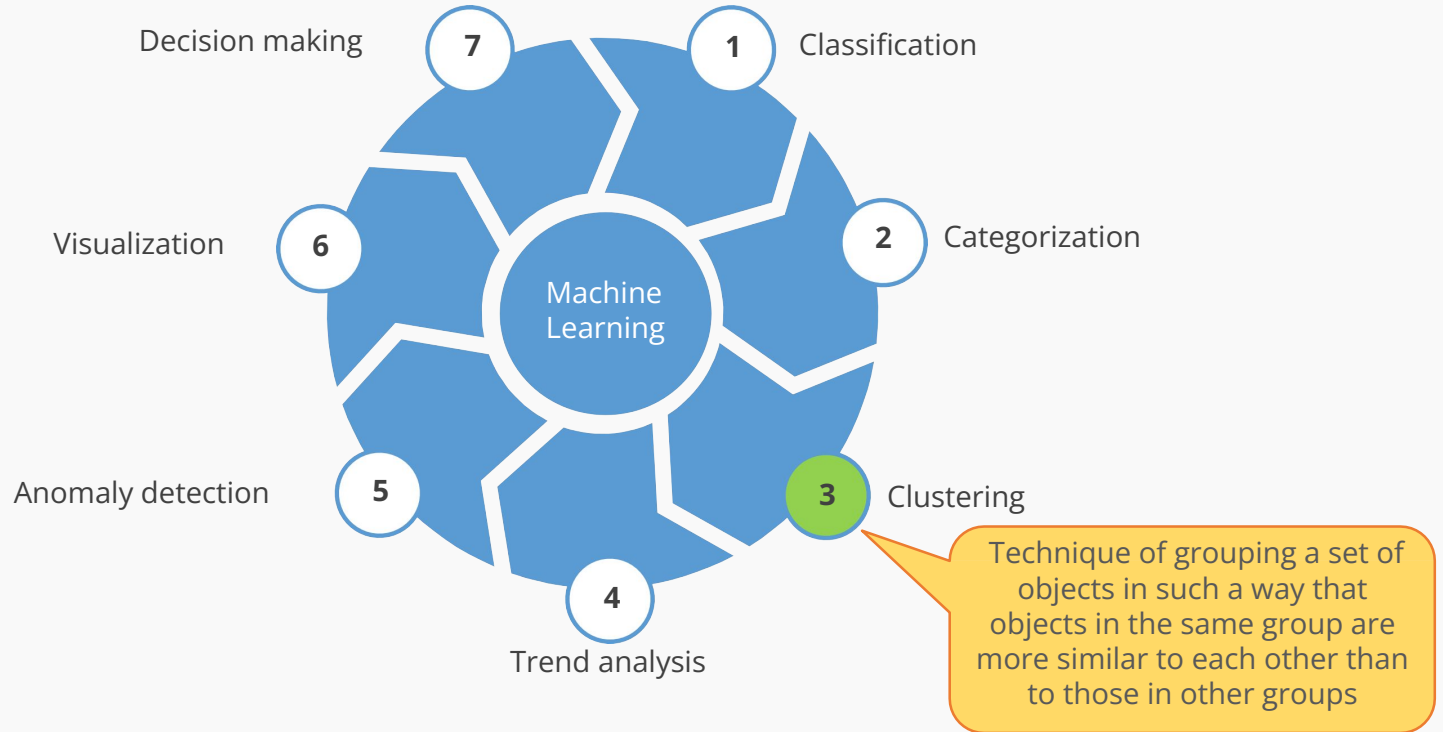 Decision making
7
1
Classification
Visualization
6
2
Categorization
Machine
Learning
Anomaly detection
5
3
Clustering
4
Trend analysis
Technique of grouping a set of
objects in such a way that
objects in the same group are
more similar to each other than
to those in other groups